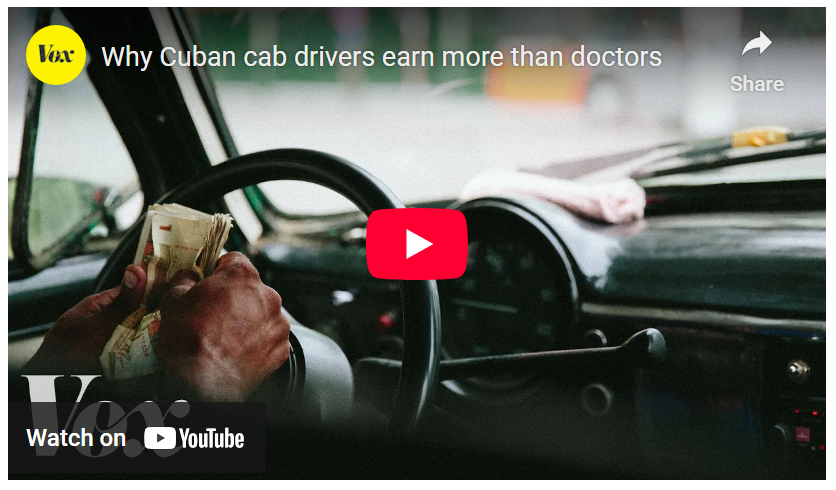 Vox
Why Cuban cab drivers earn more than doctors
Share
Vox
Watch on
YouTube